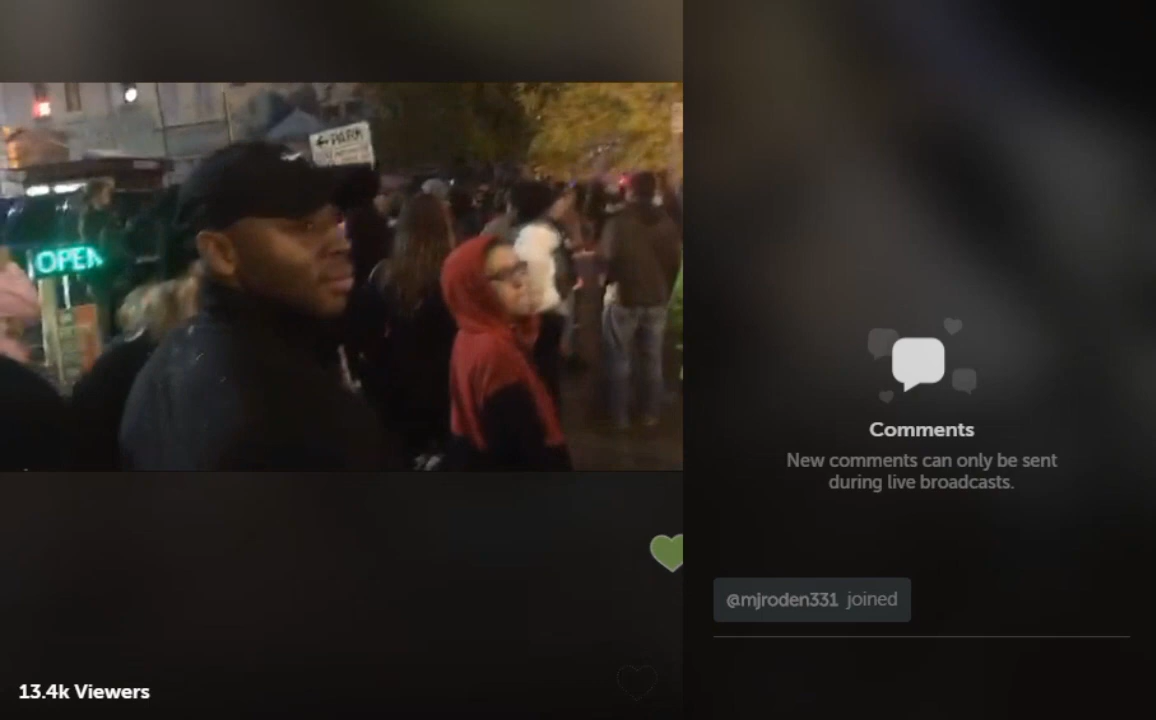 ← PARK
OPEN
Comments
New comments can only be sent
during live broadcasts.
@mjroden331 joined
13.4k Viewers